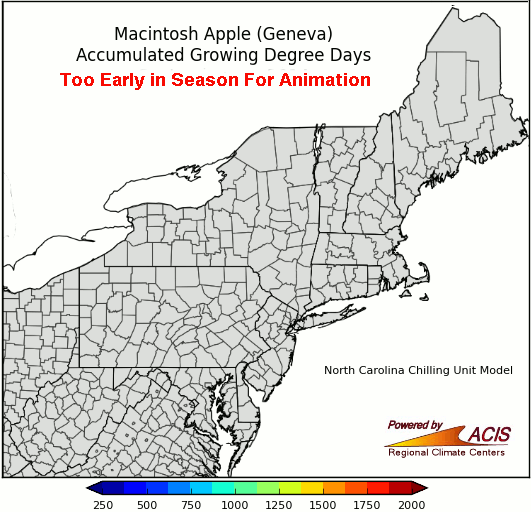 Macintosh Apple (Geneva)
Accumulated Growing Degree Days
Too Early in Season For Animation
North Carolina Chilling Unit Model
Powered by
ACIS
Regional Climate Centers
250 500 750 1000 1250 1500 1750 2000